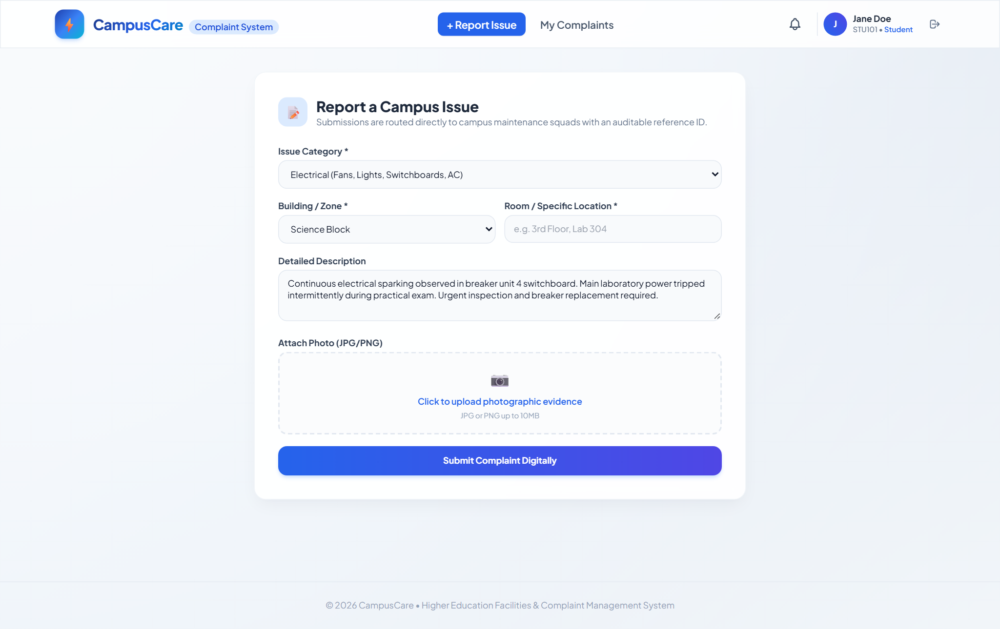 CampusCare
Complaint System
+ Report Issue
My Complaints
J
Jane Doe
STU101 • Student
Report a Campus Issue
Submissions are routed directly to campus maintenance squads with an auditable reference ID.
Issue Category *
Electrical (Fans, Lights, Switchboards, AC)
Building / Zone *
Room / Specific Location *
Science Block
e.g. 3rd Floor, Lab 304
Detailed Description
Continuous electrical sparking observed in breaker unit 4 switchboard. Main laboratory power tripped
intermittently during practical exam. Urgent inspection and breaker replacement required.
Attach Photo (JPG/PNG)
Click to upload photographic evidence
JPG or PNG up to 10MB
Submit Complaint Digitally
© 2026 CampusCare • Higher Education Facilities & Complaint Management System